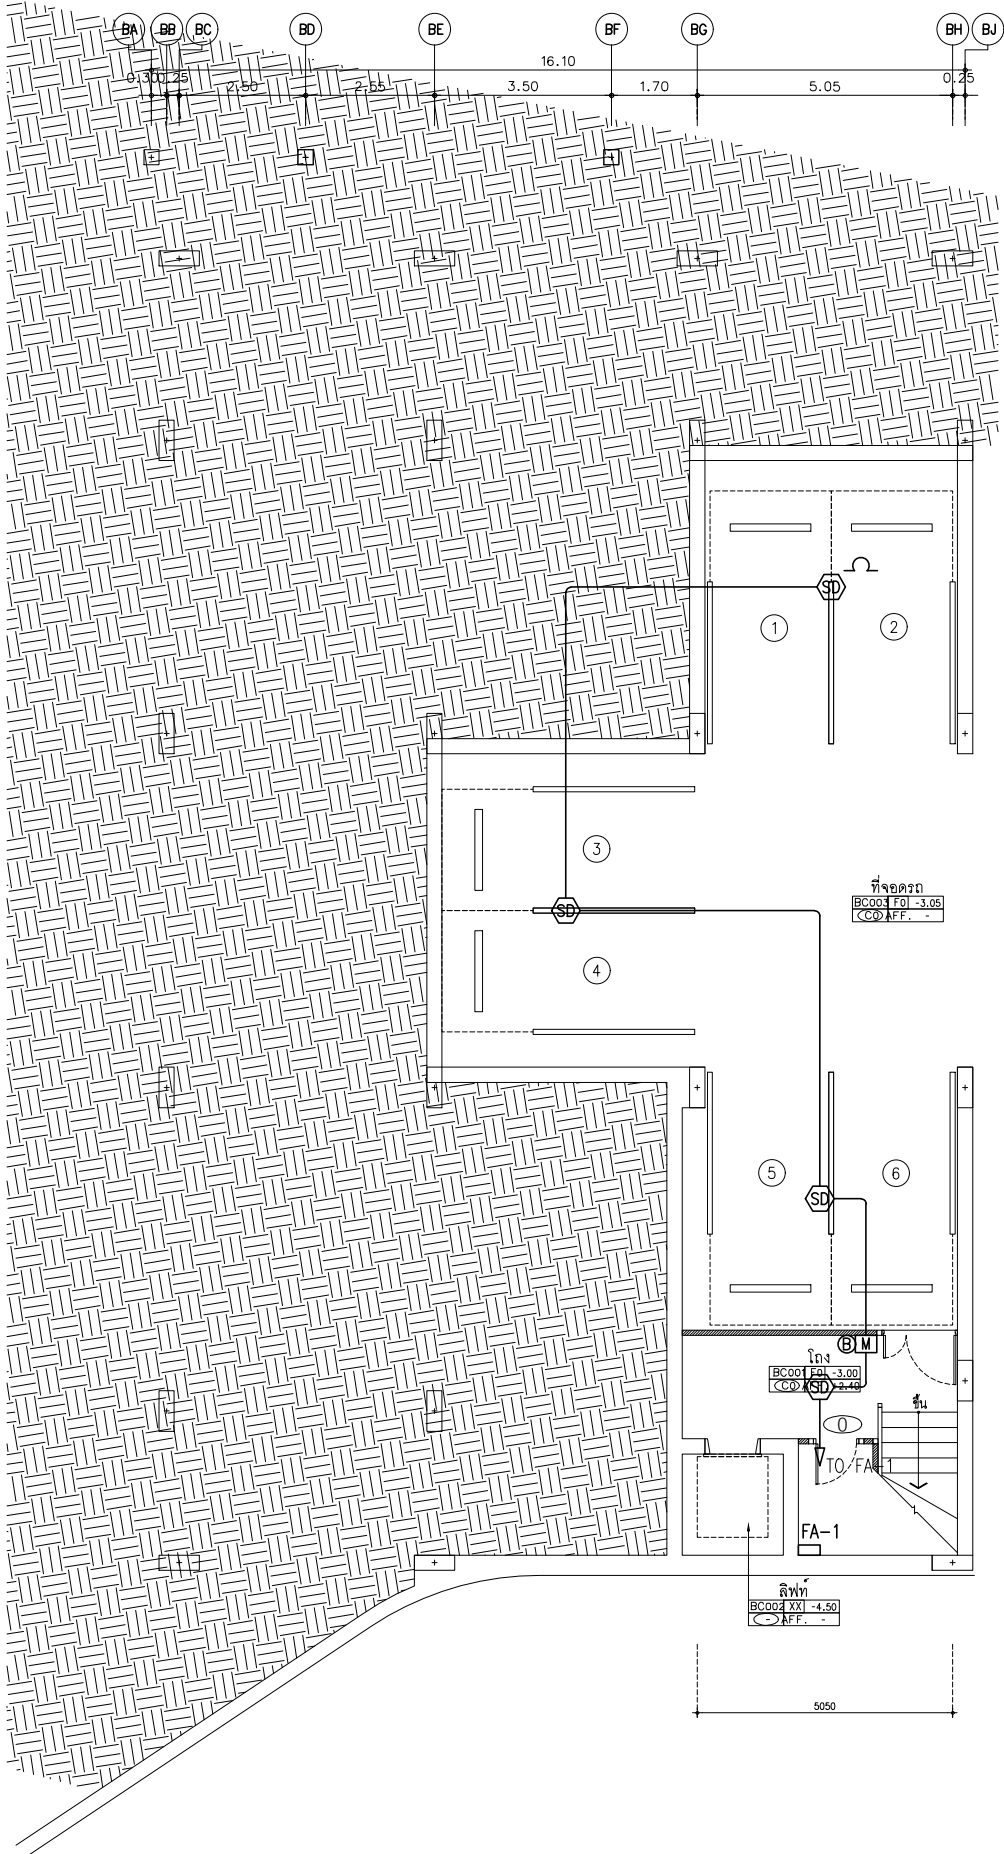 BA BB BC BD BE BF BG BH BJ
16.10
0.30 0.25 2.50 2.55 3.50 1.70 5.05 0.25
SD
1 2
3
ที่จอดรถ
BC003 F0 -3.05
C0 AFF. -
SD
4
5 6
SD
B M
โถง
BC001 F0 -3.00
C0 SD -2.40
ขึ้น
0
TO FA-1
FA-1
ลิฟท์
BC002 XX -4.50
- AFF. -
5050